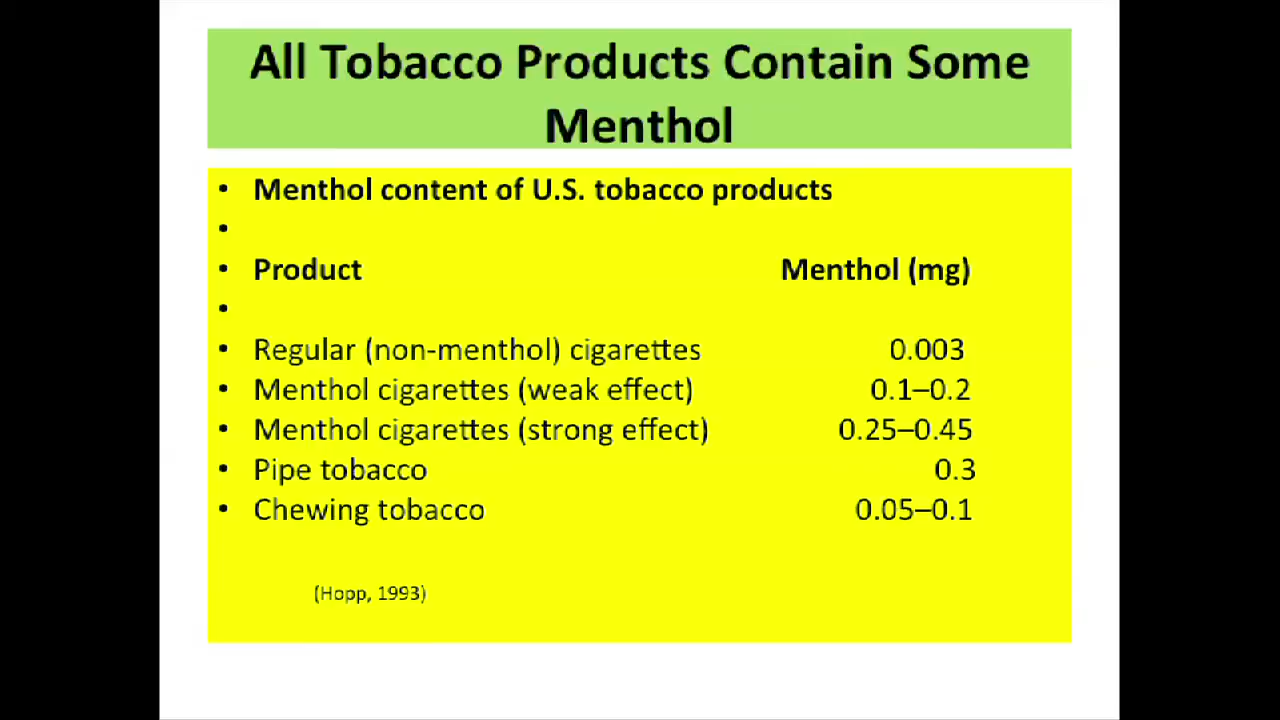 All Tobacco Products Contain Some
Menthol
• Menthol content of U.S. tobacco products
•
• Product Menthol (mg)
•
• Regular (non-menthol) cigarettes 0.003
• Menthol cigarettes (weak effect) 0.1–0.2
• Menthol cigarettes (strong effect) 0.25–0.45
• Pipe tobacco 0.3
• Chewing tobacco 0.05–0.1
(Hopp, 1993)